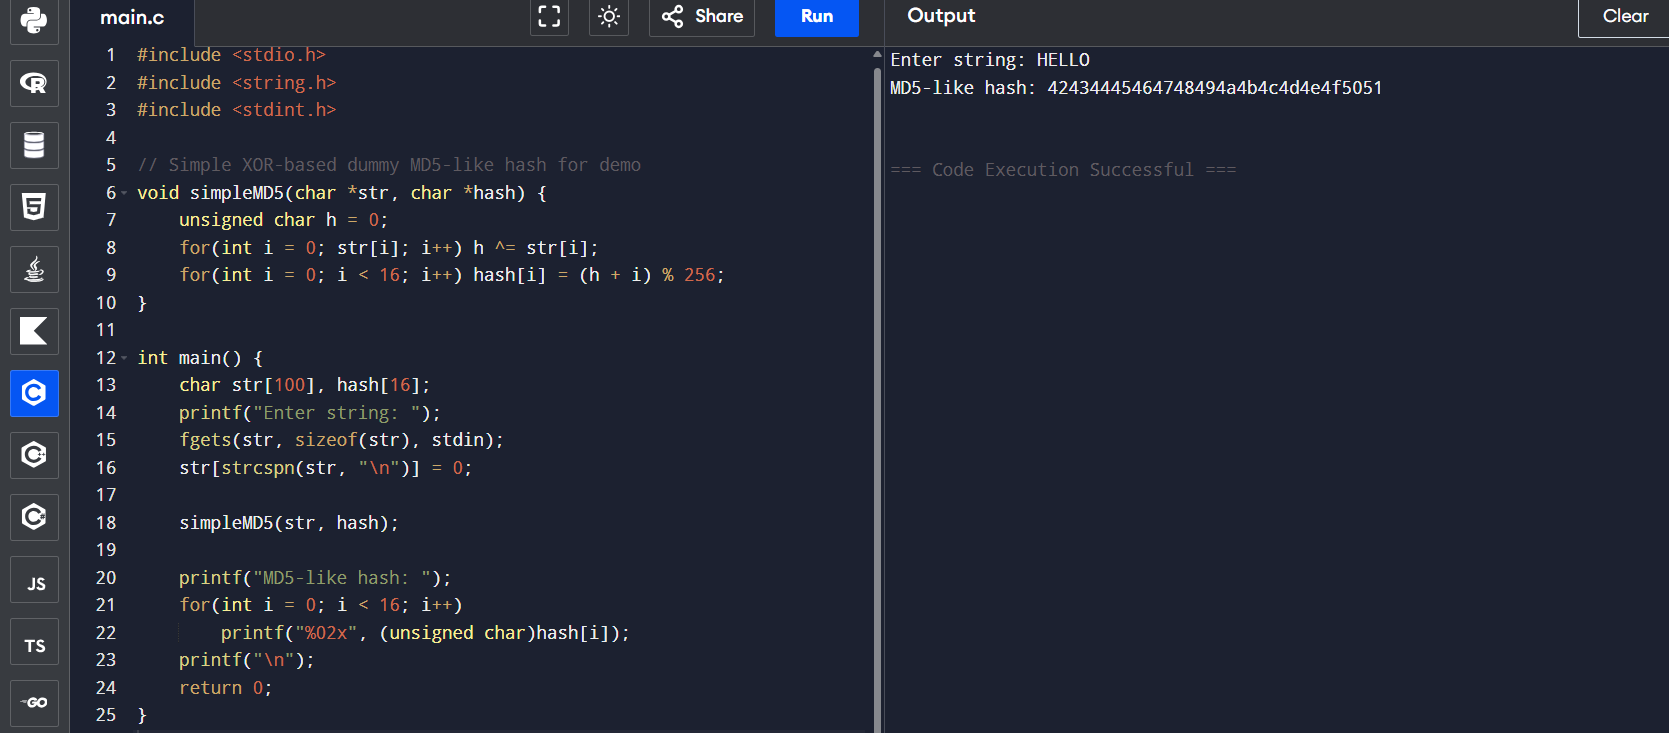 main.c
Share
Run
Output
Clear
1 #include <stdio.h>
2 #include <string.h>
3 #include <stdint.h>
4
5 // Simple XOR-based dummy MD5-like hash for demo
6 void simpleMD5(char *str, char *hash) {
7     unsigned char h = 0;
8     for(int i = 0; str[i]; i++) h ^= str[i];
9     for(int i = 0; i < 16; i++) hash[i] = (h + i) % 256;
10 }
11
12 int main() {
13     char str[100], hash[16];
14     printf("Enter string: ");
15     fgets(str, sizeof(str), stdin);
16     str[strcspn(str, "\n")] = 0;
17
18     simpleMD5(str, hash);
19
20     printf("MD5-like hash: ");
21     for(int i = 0; i < 16; i++)
22         printf("%02x", (unsigned char)hash[i]);
23     printf("\n");
24     return 0;
25 }
Enter string: HELLO
MD5-like hash: 42434445464748494a4b4c4d4e4f5051
=== Code Execution Successful ===
R
5
C
C
C
JS
TS
GO